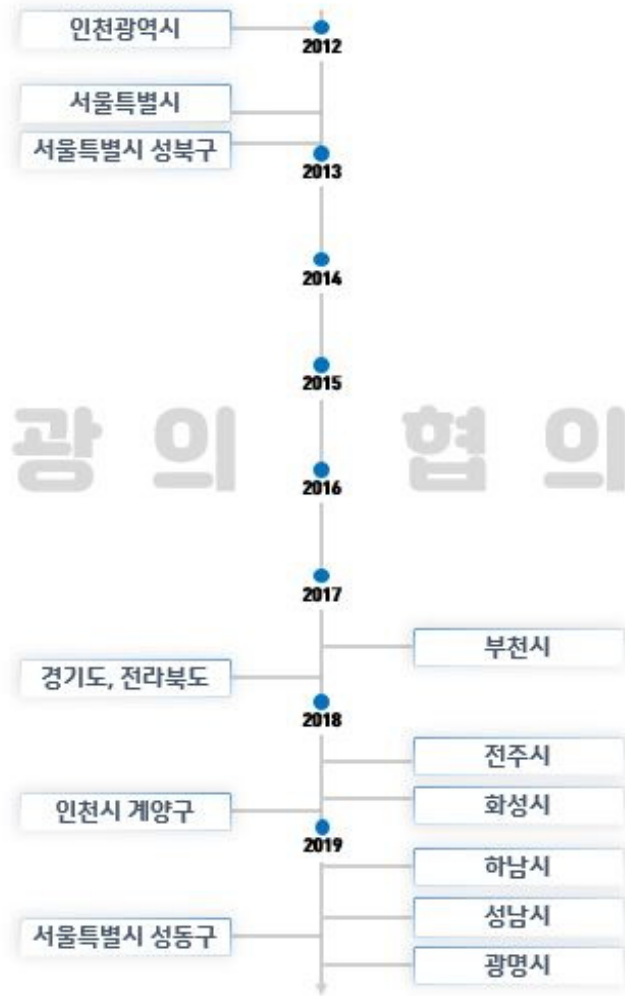 인천광역시
2012
서울특별시
서울특별시 성북구
2013
2014
2015
광의 협의
2016
2017
부천시
경기도, 전라북도
2018
전주시
화성시
인천시 계양구
2019
하남시
성남시
서울특별시 성동구
광명시